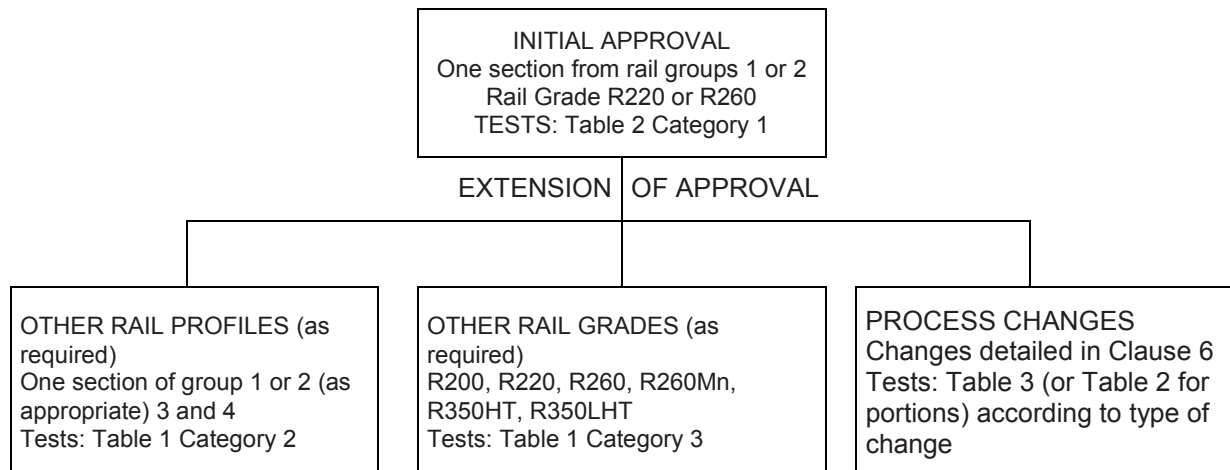 INITIAL APPROVAL
One section from rail groups 1 or 2
Rail Grade R220 or R260
TESTS: Table 2 Category 1
EXTENSION OF APPROVAL
OTHER RAIL PROFILES (as
required)
One section of group 1 or 2 (as
appropriate) 3 and 4
Tests: Table 1 Category 2
OTHER RAIL GRADES (as
required)
R200, R220, R260, R260Mn,
R350HT, R350LHT
Tests: Table 1 Category 3
PROCESS CHANGES
Changes detailed in Clause 6
Tests: Table 3 (or Table 2 for
portions) according to type of
change